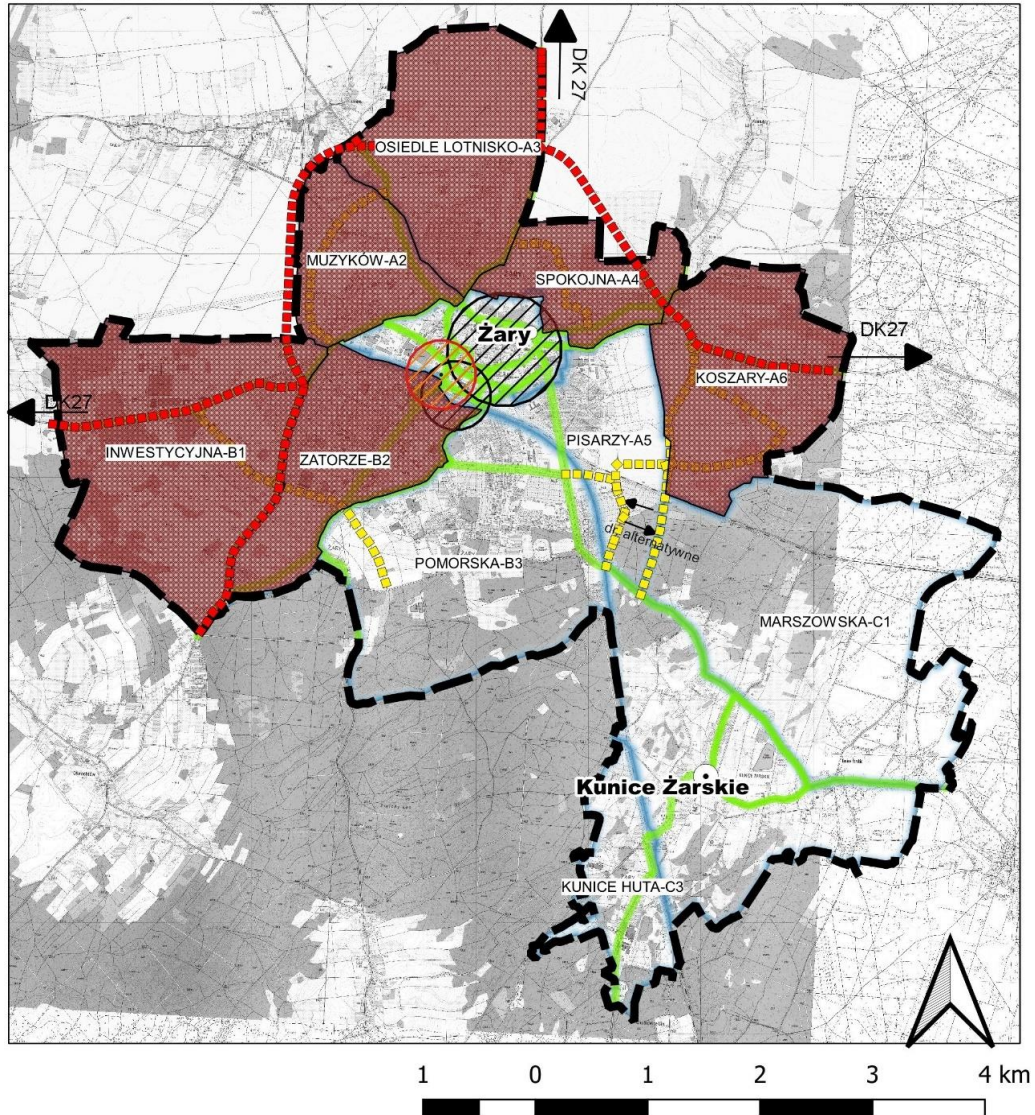 DK 27
OSIEDLE LOTNISKO-A3
MUZYKÓW-A2
SPOKOJNA-A4
Żary
DK27
KOSZARY-A6
DK27
PISARZY-A5
INWESTYCYJNA-B1
ZATORZE-B2
dr. alternatywne
POMORSKA-B3
MARSZOWSKA-C1
Kunice Żarskie
KUNICE HUTA-C3
1 0 1 2 3 4 km